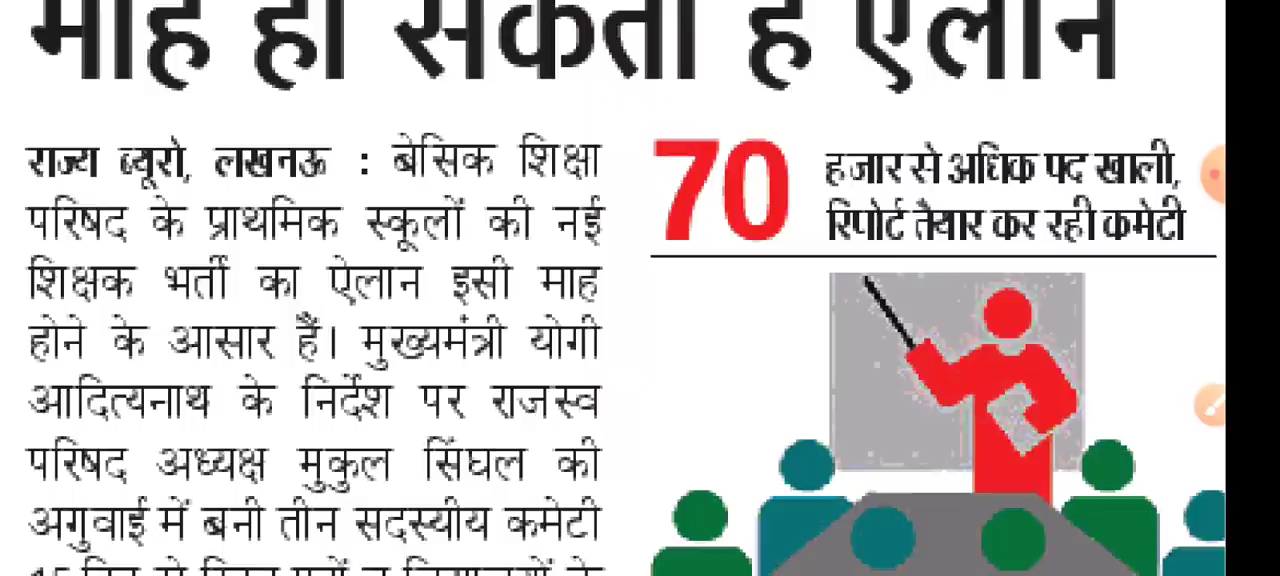 माह हो सकता है ऐलान
राज्य ब्यूरो, लखनऊ : बेसिक शिक्षा
परिषद के प्राथमिक स्कूलों की नई
शिक्षक भर्ती का ऐलान इसी माह
होने के आसार हैं। मुख्यमंत्री योगी
आदित्यनाथ के निर्देश पर राजस्व
परिषद अध्यक्ष मुकुल सिंघल की
अगुवाई में बनी तीन सदस्यीय कमेटी
70
हजार से अधिक पद खाली,
रिपोर्ट तैयार कर रही कमेटी